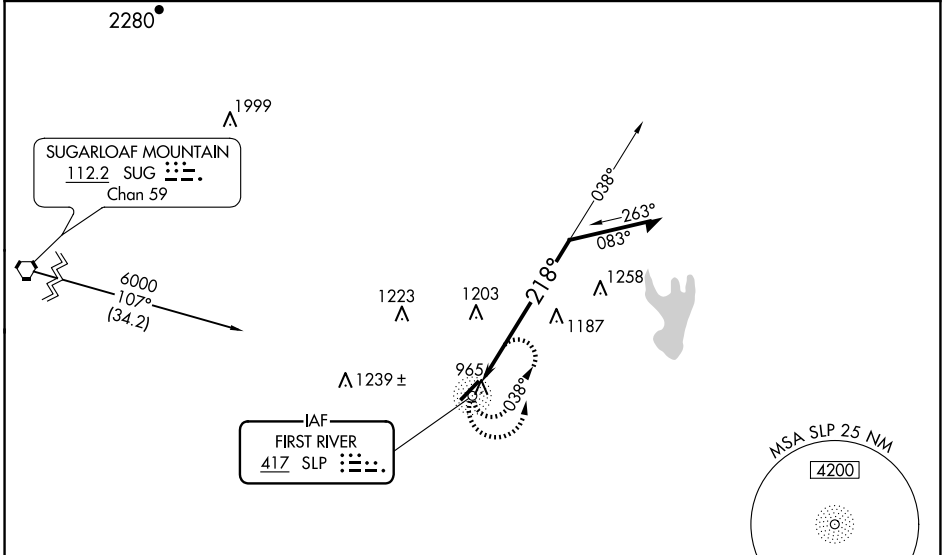 2280
1999
SUGARLOAF MOUNTAIN
112.2 SUG
Chan 59
038°
263°
083°
218°
6000
107°
(34.2)
1258
1223
1203
1187
1239 ±
965
038°
IAF
FIRST RIVER
417 SLP
MSA SLP 25 NM
4200